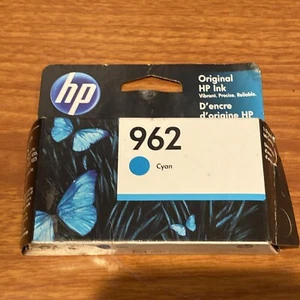 Original
HP Ink
Vibrant. Precise. Reliable.
D'encre
d'origine HP
hp
962
Cyan